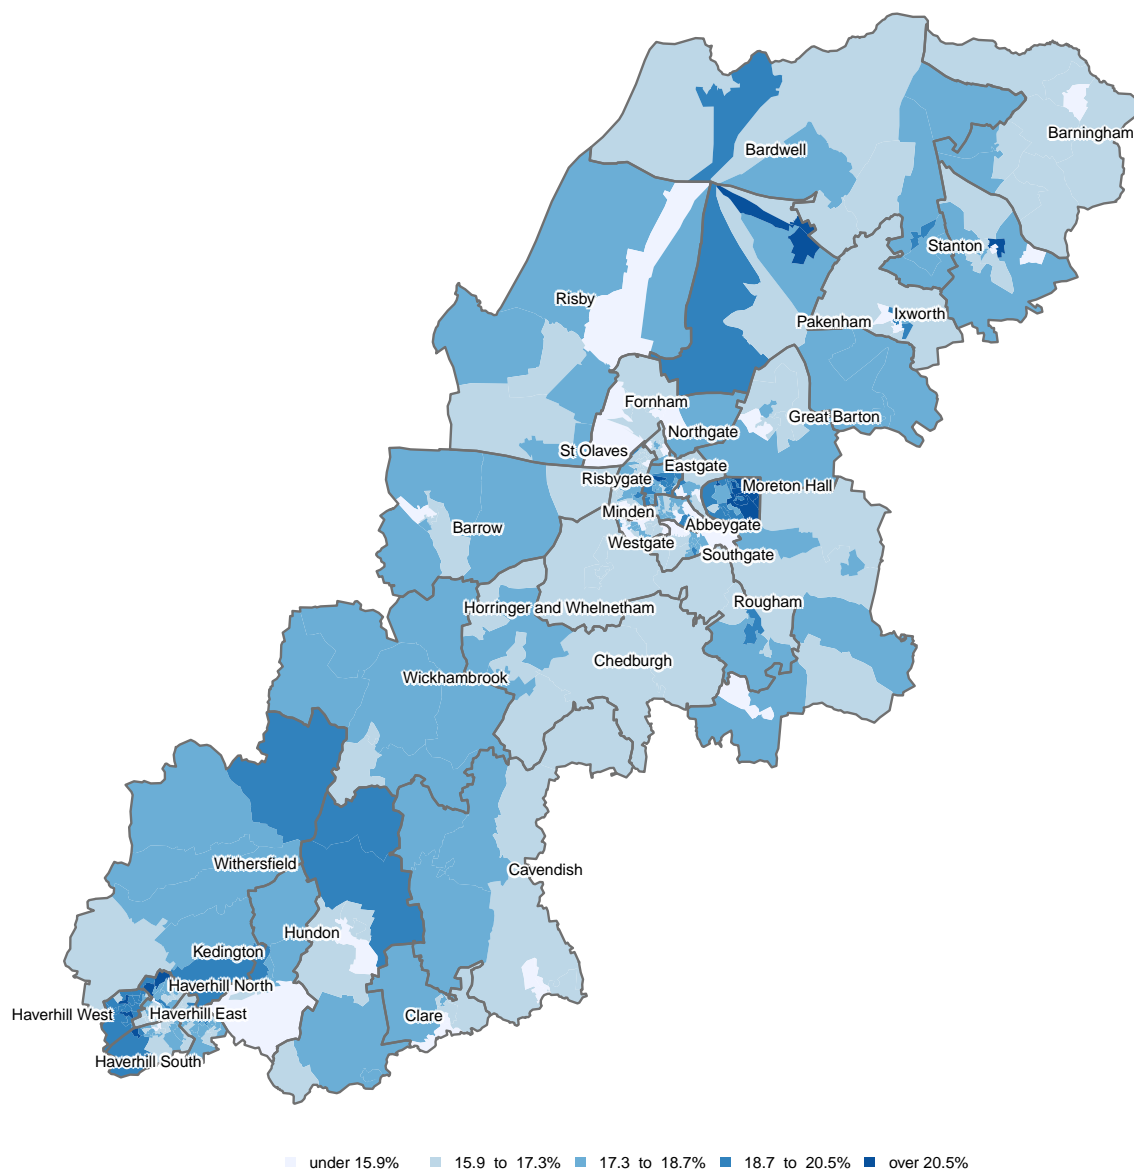 Barningham
Bardwell
Stanton
Risby
Ixworth
Pakenham
Fornham
Great Barton
Northgate
St Olaves
Eastgate
Risbygate
Moreton Hall
Minden
Abbeygate
Barrow
Westgate
Southgate
Rougham
Horringer and Whelnetham
Chedburgh
Wickhambrook
Withersfield
Cavendish
Hundon
Kedington
Haverhill North
Haverhill West
Haverhill East
Clare
Haverhill South
under 15.9% 15.9 to 17.3% 17.3 to 18.7% 18.7 to 20.5% over 20.5%